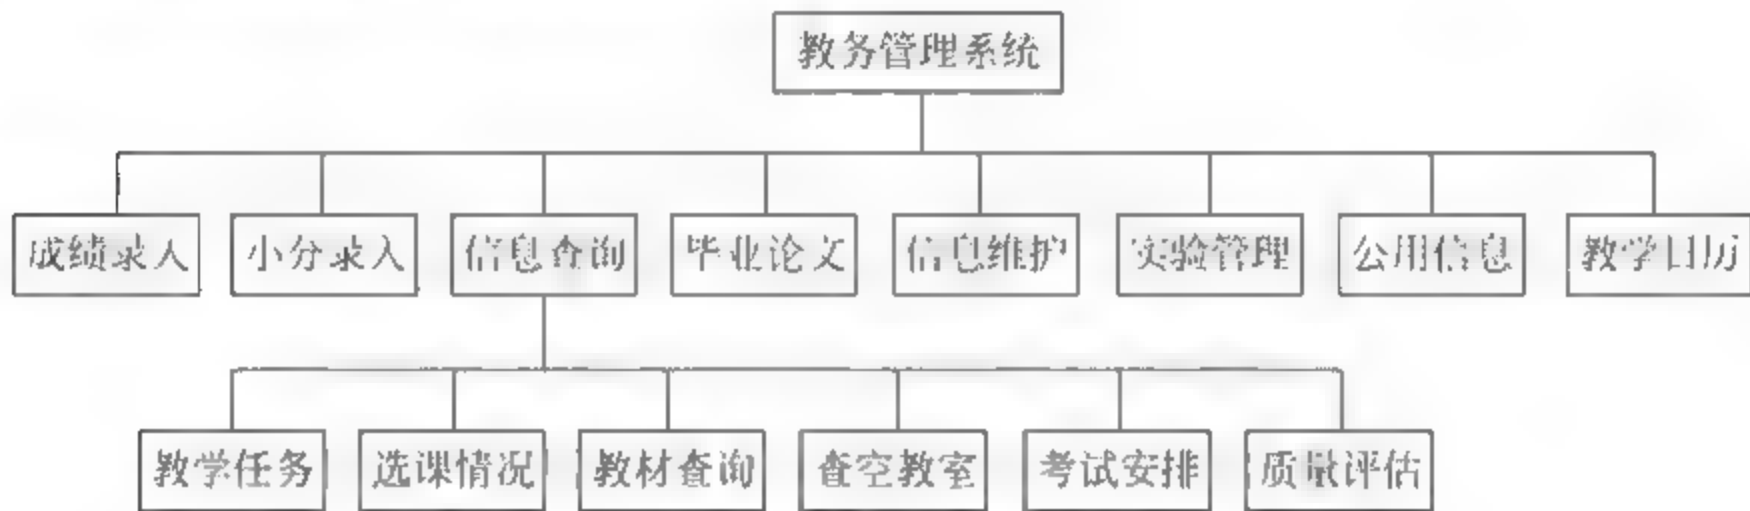 教务管理系统
成绩录入
小分录入
信息查询
毕业论文
信息维护
实验管理
公用信息
教学日历
教学任务
选课情况
教材查询
查空教室
考试安排
质量评估